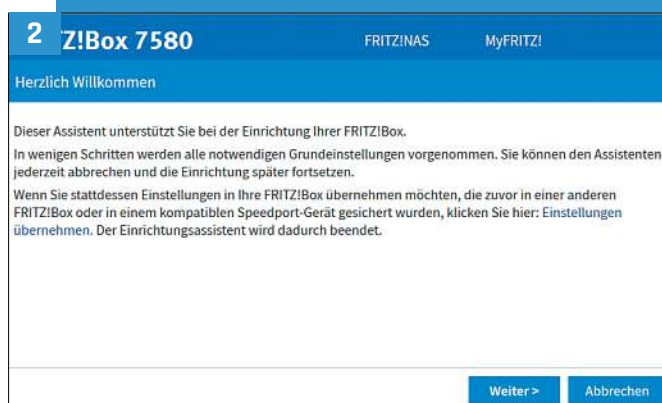 2
Z!Box 7580 FRITZ!NAS MyFRITZ!
Herzlich Willkommen
Dieser Assistent unterstützt Sie bei der Einrichtung Ihrer FRITZ!Box.
In wenigen Schritten werden alle notwendigen Grundeinstellungen vorgenommen. Sie können den Assistenten
jederzeit abbrechen und die Einrichtung später fortsetzen.
Wenn Sie stattdessen Einstellungen in Ihre FRITZ!Box übernehmen möchten, die zuvor in einer anderen
FRITZ!Box oder in einem kompatiblen Speedport-Gerät gesichert wurden, klicken Sie hier: Einstellungen
übernehmen. Der Einrichtungsassistent wird dadurch beendet.
Weiter > Abbrechen